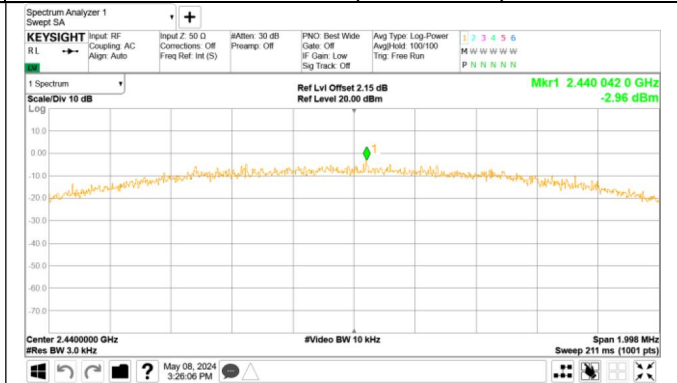 Spectrum Analyzer 1
Swept SA
+
KEYSIGHT
RL
Input: RF
Coupling: AC
Align: Auto
Input Z: 50 Ω
Corrections: Off
Freq Ref: Int (S)
#Atten: 30 dB
Preamp: Off
PNO: Best Wide
Gate: Off
IF Gain: Low
Sig Track: Off
Avg Type: Log-Power
Avg|Hold: 100/100
Trig: Free Run
1 2 3 4 5 6
M W W W W W
P N N N N N
1 Spectrum
Scale/Div 10 dB
Log
Ref Lvl Offset 2.15 dB
Ref Level 20.00 dBm
Mkr1 2.440 042 0 GHz
-2.96 dBm
10.0
0.00
-10.0
-20.0
-30.0
-40.0
-50.0
-60.0
-70.0
1
Center 2.4400000 GHz
#Res BW 3.0 kHz
#Video BW 10 kHz
Span 1.998 MHz
Sweep 211 ms (1001 pts)
?
May 08, 2024
3:26:06 PM